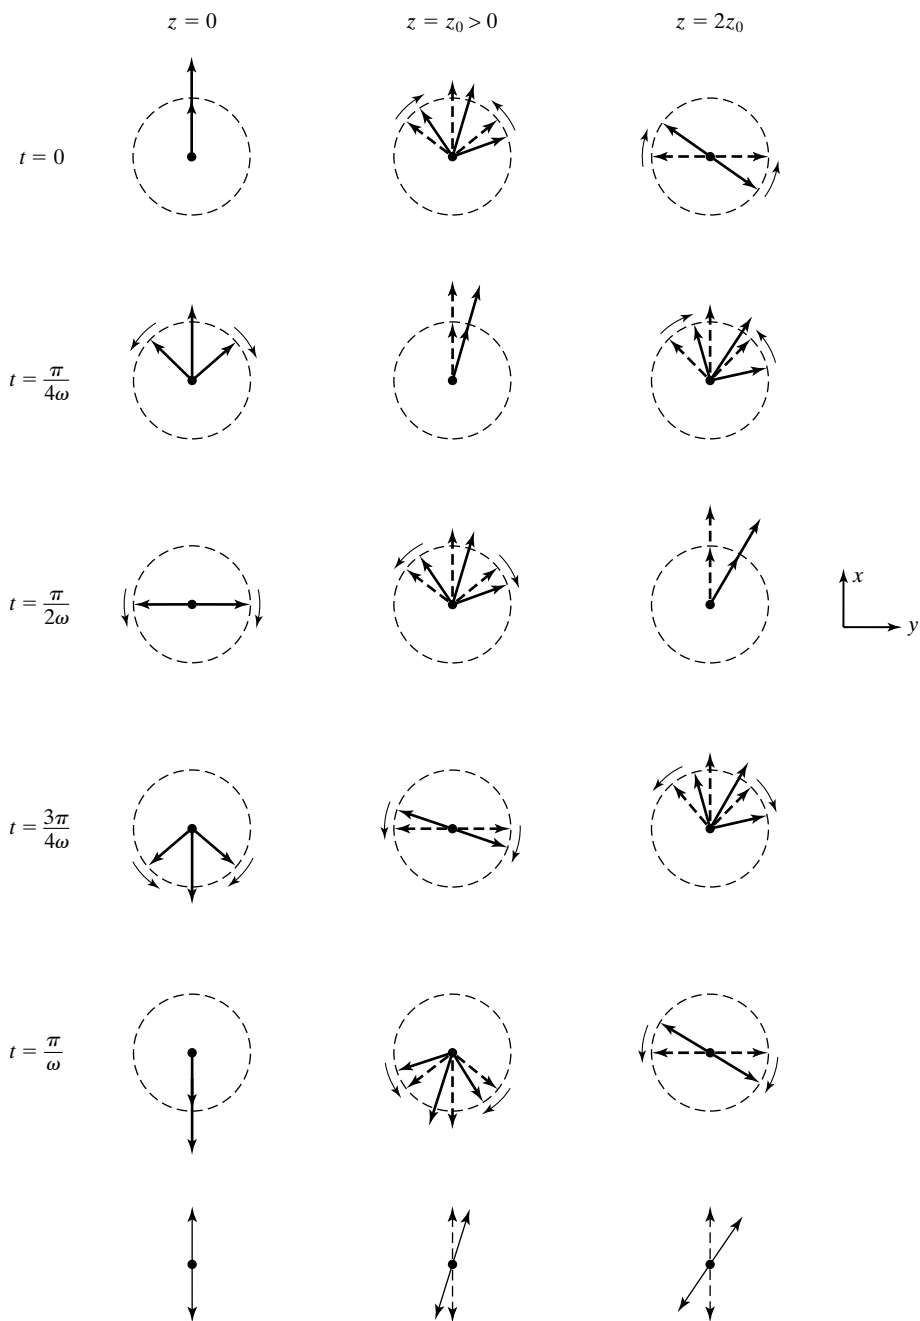 z = 0 z = z₀ > 0 z = 2z₀
t = 0
t = π/4ω
t = π/2ω
x
y
t = 3π/4ω
t = π/ω